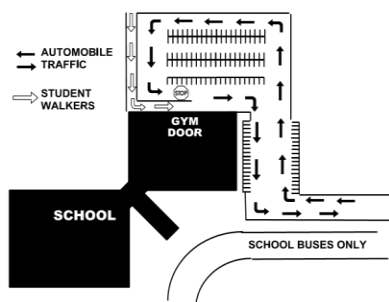 AUTOMOBILE
TRAFFIC
STUDENT
WALKERS
STOP
GYM
DOOR
SCHOOL
SCHOOL BUSES ONLY